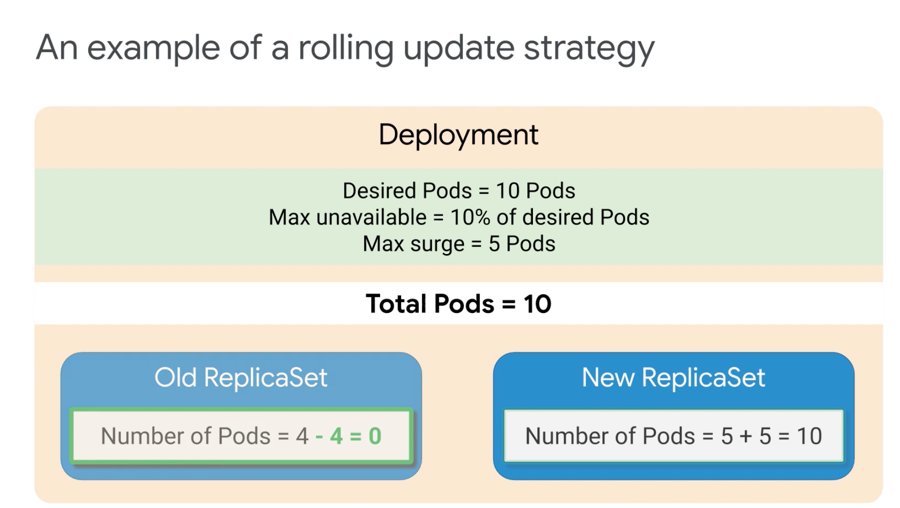 An example of a rolling update strategy
Deployment
Desired Pods = 10 Pods
Max unavailable = 10% of desired Pods
Max surge = 5 Pods
Total Pods = 10
Old ReplicaSet
Number of Pods = 4 - 4 = 0
New ReplicaSet
Number of Pods = 5 + 5 = 10